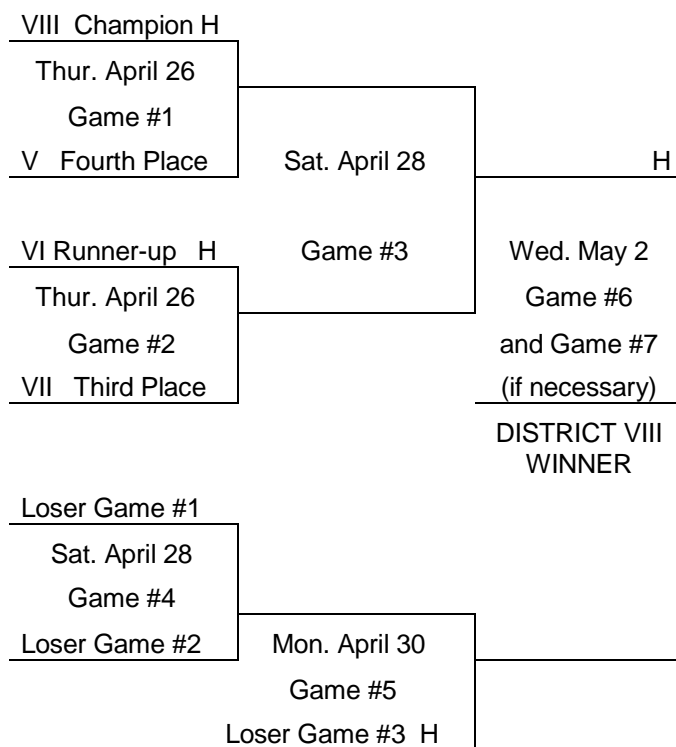 VIII Champion H
Thur. April 26
Game #1
V Fourth Place
Sat. April 28
H
VI Runner-up H
Game #3
Wed. May 2
Thur. April 26
Game #6
Game #2
and Game #7
VII Third Place
(if necessary)
DISTRICT VIII
WINNER
Loser Game #1
Sat. April 28
Game #4
Loser Game #2
Mon. April 30
Game #5
Loser Game #3 H